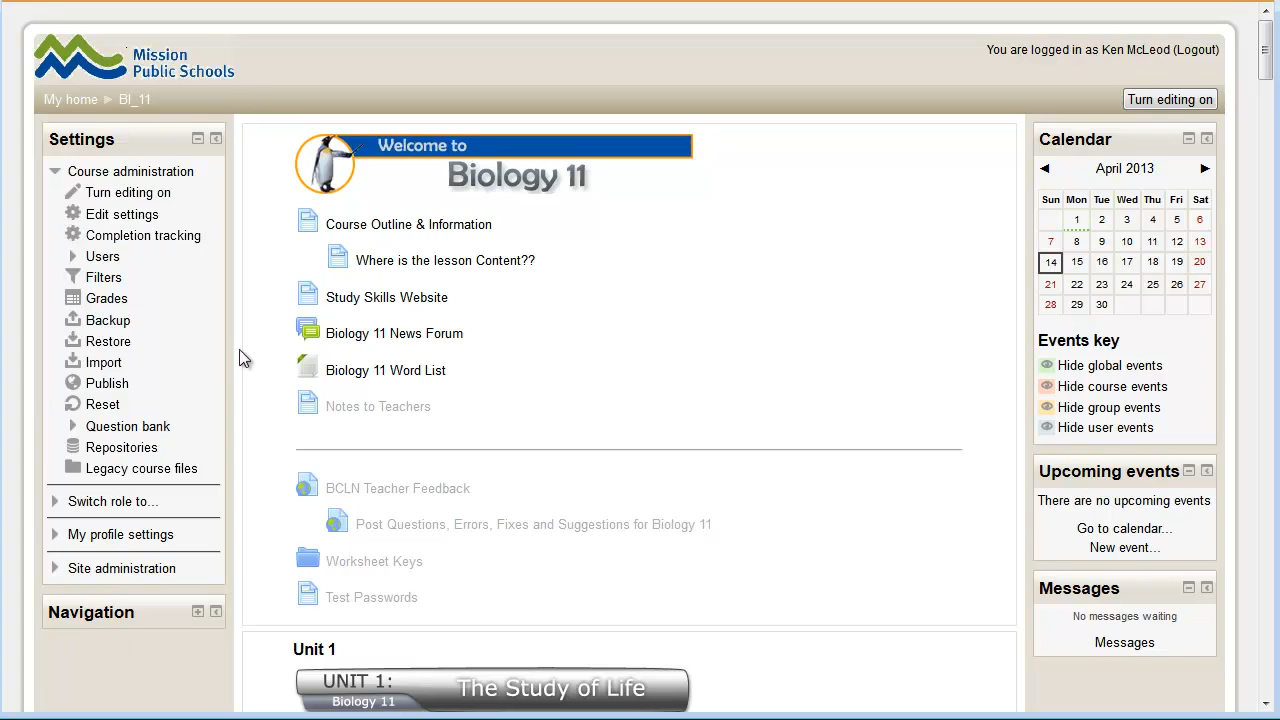 Mission
Public Schools
You are logged in as Ken McLeod (Logout)
My home ► BI_11
Turn editing on
Settings
Course administration
Turn editing on
Edit settings
Completion tracking
Users
Filters
Grades
Backup
Restore
Import
Publish
Reset
Question bank
Repositories
Legacy course files
Switch role to...
My profile settings
Site administration
Navigation
Welcome to
Biology 11
Course Outline & Information
Where is the lesson Content??
Study Skills Website
Biology 11 News Forum
Biology 11 Word List
Notes to Teachers
BCLN Teacher Feedback
Post Questions, Errors, Fixes and Suggestions for Biology 11
Worksheet Keys
Test Passwords
Unit 1
UNIT 1:
Biology 11
The Study of Life
Calendar
◄ April 2013 ►
Sun Mon Tue Wed Thu Fri Sat
1 2 3 4 5 6
7 8 9 10 11 12 13
14 15 16 17 18 19 20
21 22 23 24 25 26 27
28 29 30
Events key
Hide global events
Hide course events
Hide group events
Hide user events
Upcoming events
There are no upcoming events
Go to calendar...
New event...
Messages
No messages waiting
Messages